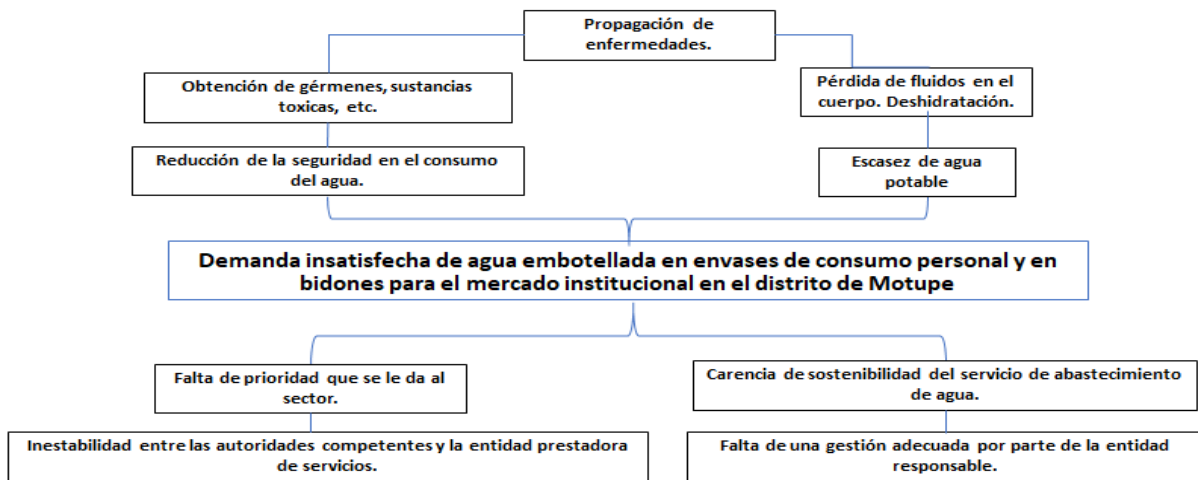 Propagación de
enfermedades.
Obtención de gérmenes, sustancias
toxicas, etc.
Pérdida de fluidos en el
cuerpo. Deshidratación.
Reducción de la seguridad en el consumo
del agua.
Escasez de agua
potable
Demanda insatisfecha de agua embotellada en envases de consumo personal y en
bidones para el mercado institucional en el distrito de Motupe
Falta de prioridad que se le da al
sector.
Carencia de sostenibilidad del servicio de abastecimiento
de agua.
Inestabilidad entre las autoridades competentes y la entidad prestadora
de servicios.
Falta de una gestión adecuada por parte de la entidad
responsable.